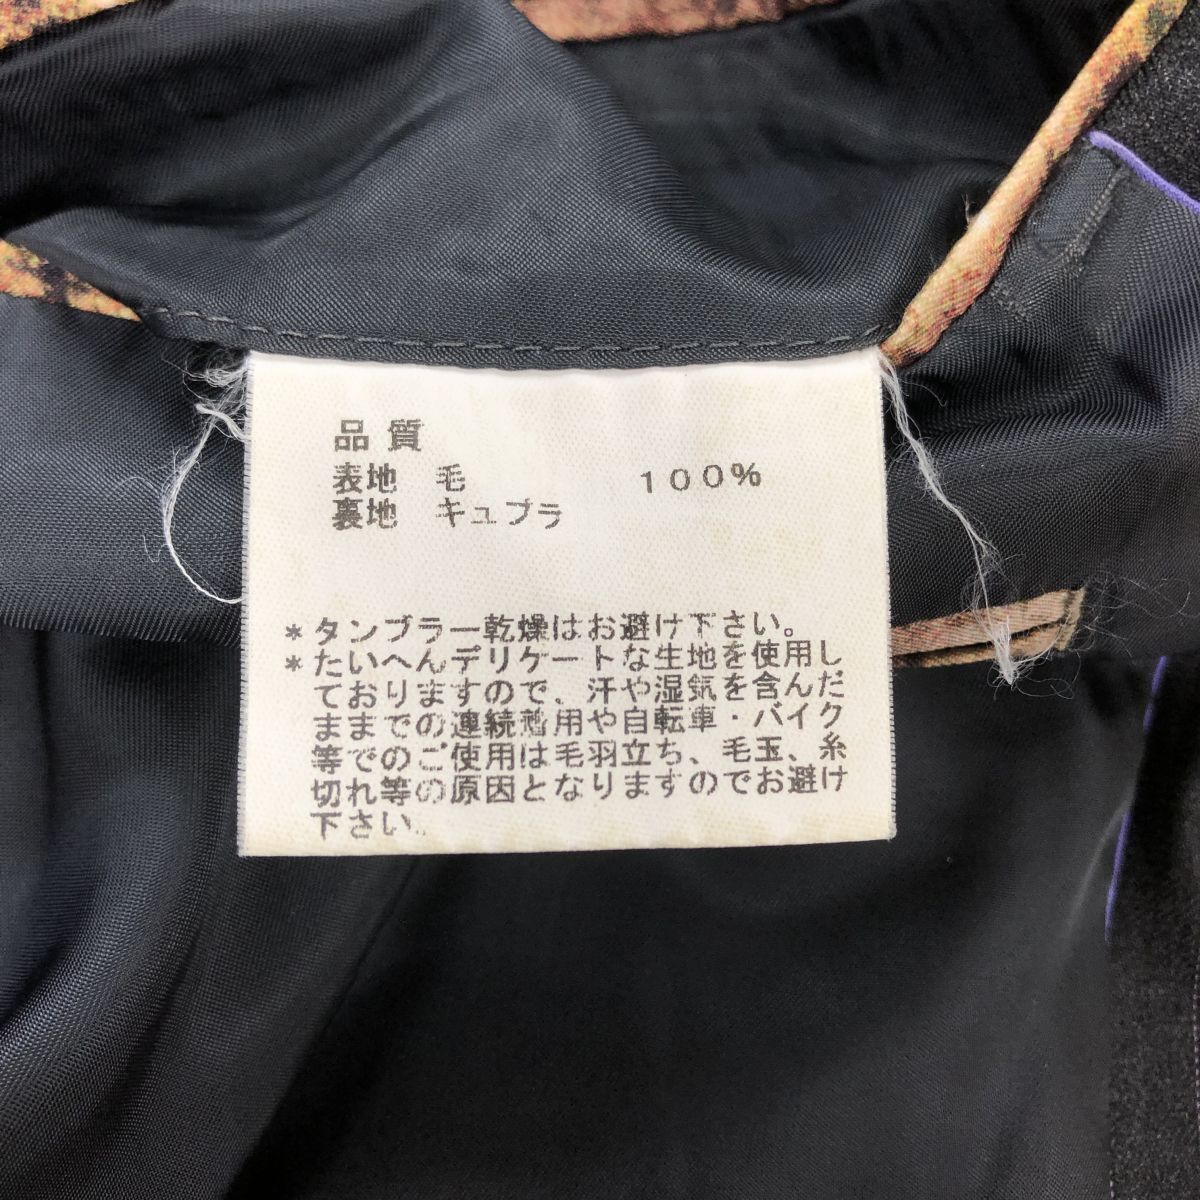 品質
表地 毛 100%
裏地 キュプラ
*タンブラー乾燥はお避け下さい。
*たいへんデリケートな生地を使用し
ておりますので、汗や湿気を含んだ
ままでの連続着用や自転車・バイク
等でのご使用は毛羽立ち、毛玉、糸
切れ等の原因となりますのでお避け
下さい。